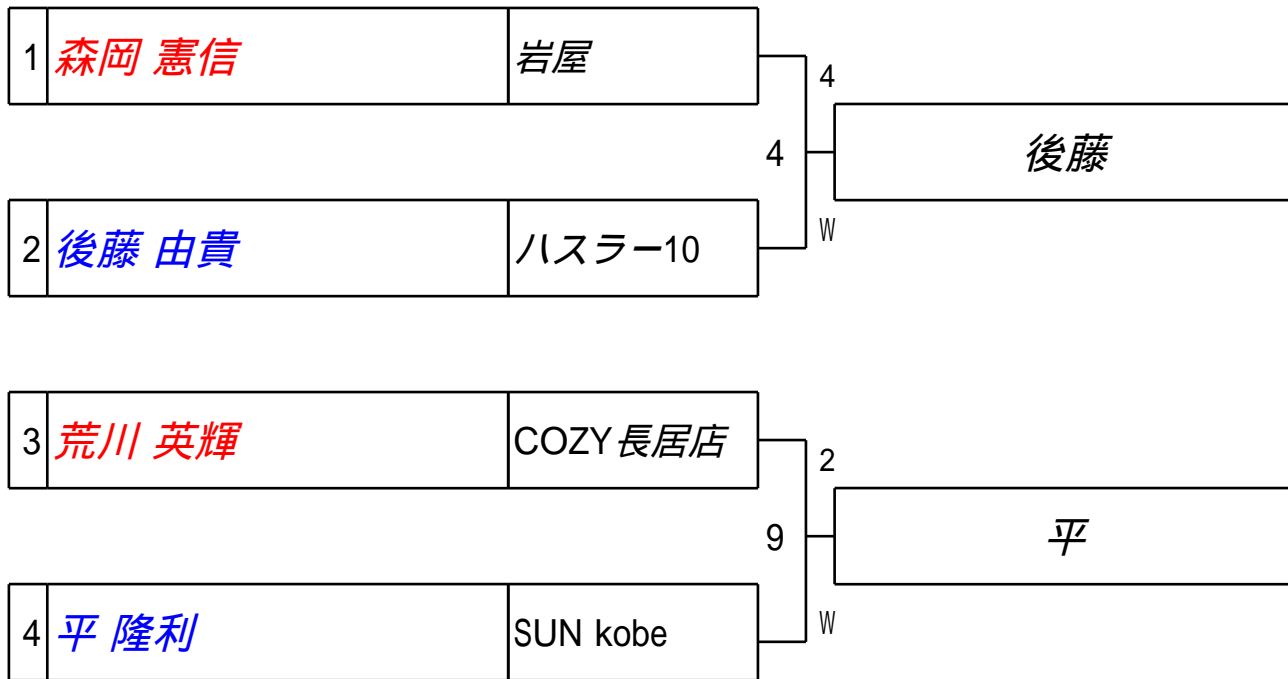 1 森岡 憲信 岩屋
4
4 後藤
2 後藤 由貴 ハスラー10
W
3 荒川 英輝 COZY長居店
2
9 平
4 平 隆利 SUN kobe
W